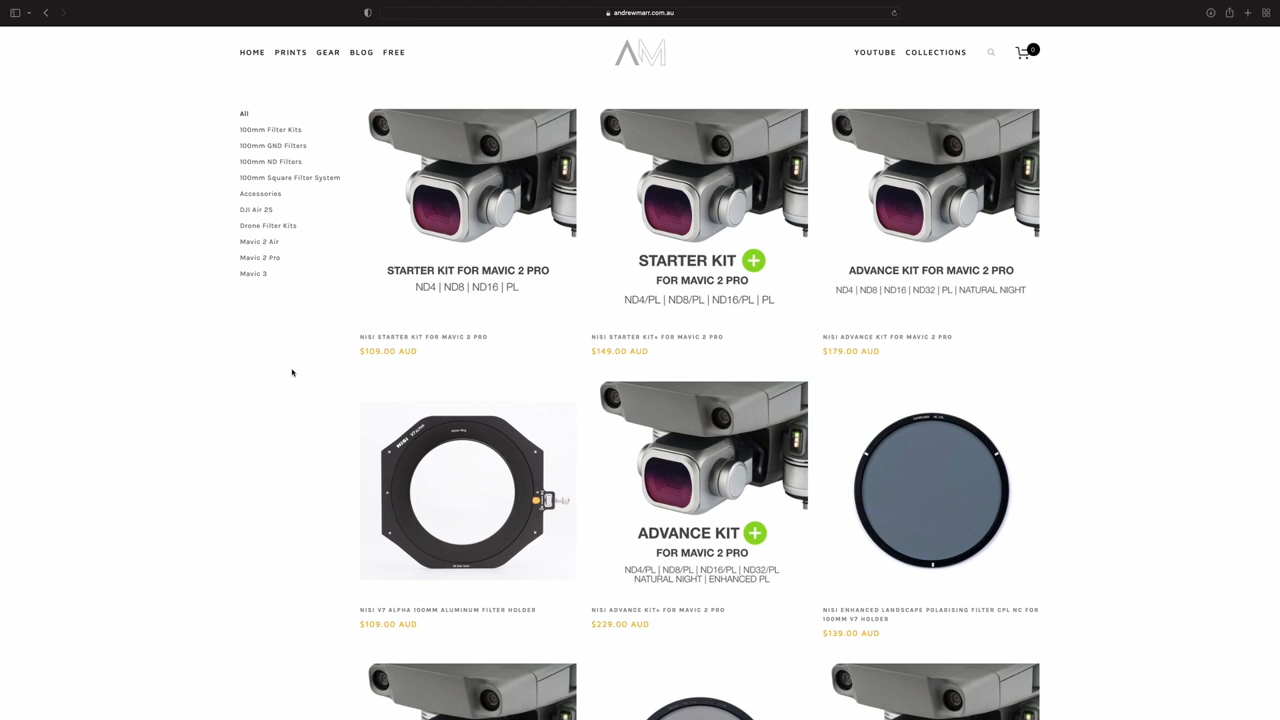 andrewmarr.com.au
HOME PRINTS GEAR BLOG FREE
AM
YOUTUBE COLLECTIONS
0
All
100mm Filter Kits
100mm GND Filters
100mm ND Filters
100mm Square Filter System
Accessories
DJI Air 2S
Drone Filter Kits
Mavic 2 Air
Mavic 2 Pro
Mavic 3
STARTER KIT FOR MAVIC 2 PRO
ND4 | ND8 | ND16 | PL
NISI STARTER KIT FOR MAVIC 2 PRO
$109.00 AUD
STARTER KIT +
FOR MAVIC 2 PRO
ND4/PL | ND8/PL | ND16/PL | PL
NISI STARTER KIT+ FOR MAVIC 2 PRO
$149.00 AUD
ADVANCE KIT FOR MAVIC 2 PRO
ND4 | ND8 | ND16 | ND32 | PL | NATURAL NIGHT
NISI ADVANCE KIT FOR MAVIC 2 PRO
$179.00 AUD
NISI V7 ALPHA 100MM ALUMINUM FILTER HOLDER
$109.00 AUD
ADVANCE KIT +
FOR MAVIC 2 PRO
ND4/PL | ND8/PL | ND16/PL | ND32/PL
NATURAL NIGHT | ENHANCED PL
NISI ADVANCE KIT+ FOR MAVIC 2 PRO
$229.00 AUD
NISI ENHANCED LANDSCAPE POLARISING FILTER CPL NC FOR
100MM V7 HOLDER
$139.00 AUD